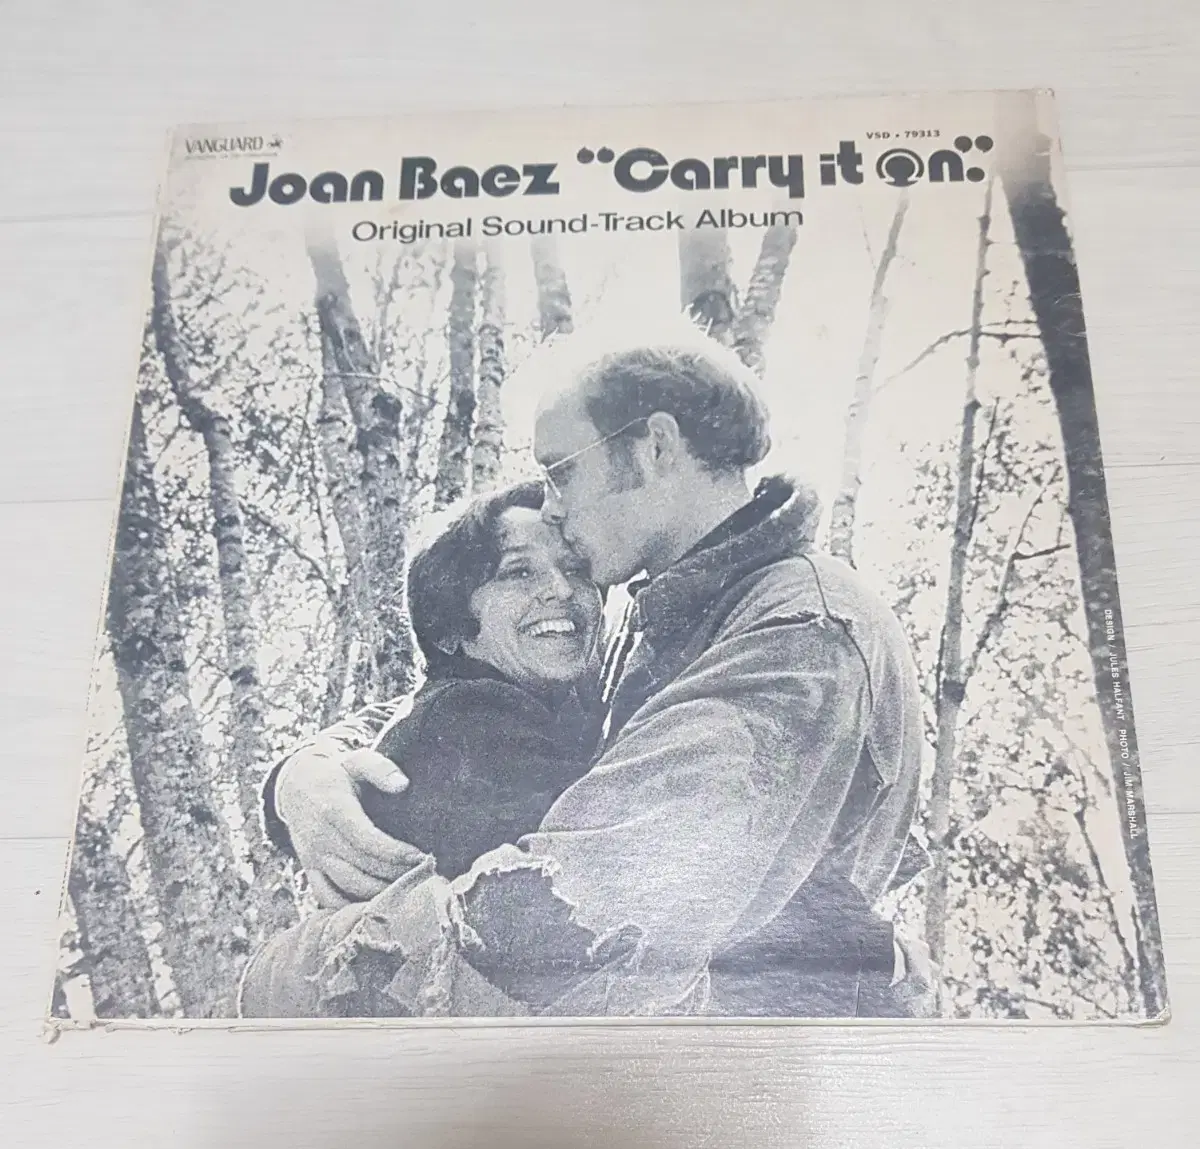 VANGUARD
VSD • 79313
Joan Baez “Carry it On.”
Original Sound-Track Album
DESIGN / JULES HALFANT PHOTO / JIM MARSHALL